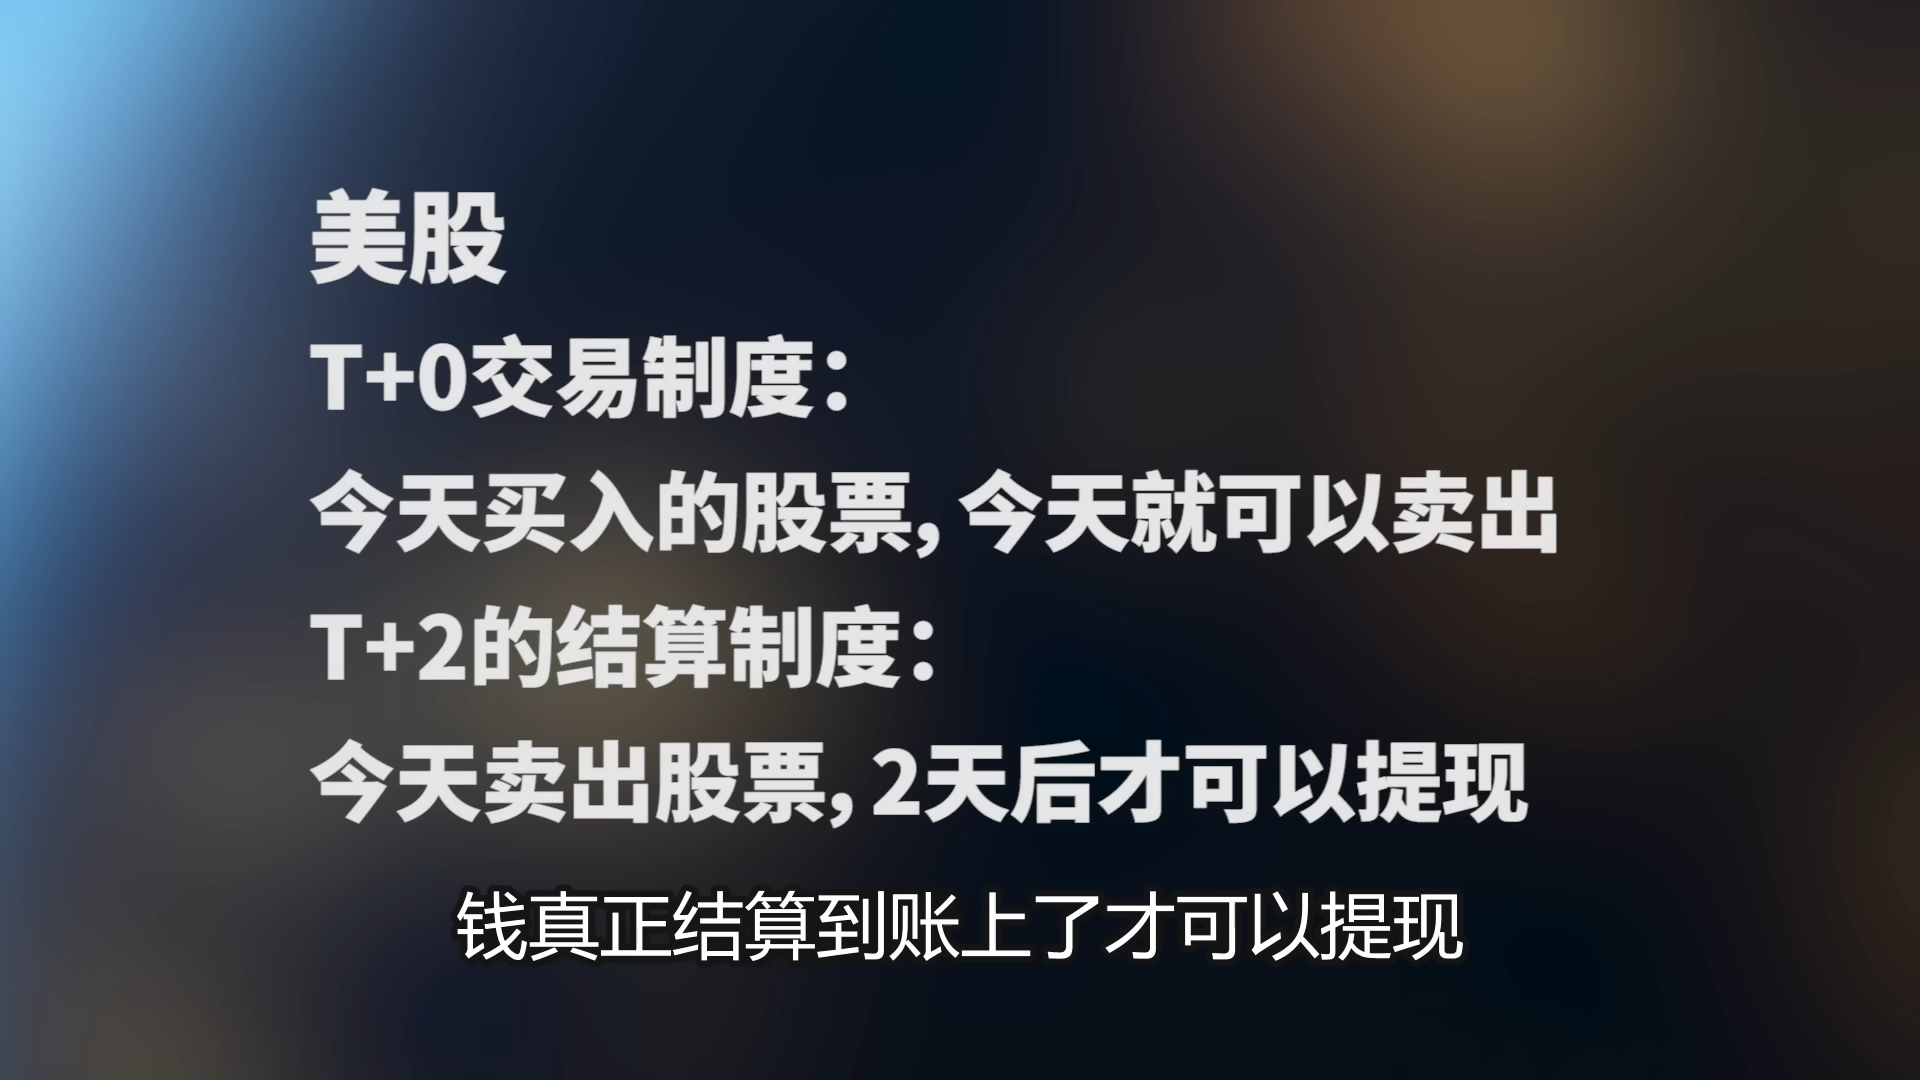 美股
T+0交易制度：
今天买入的股票，今天就可以卖出
T+2的结算制度：
今天卖出股票，2天后才可以提现
钱真正结算到账上了才可以提现